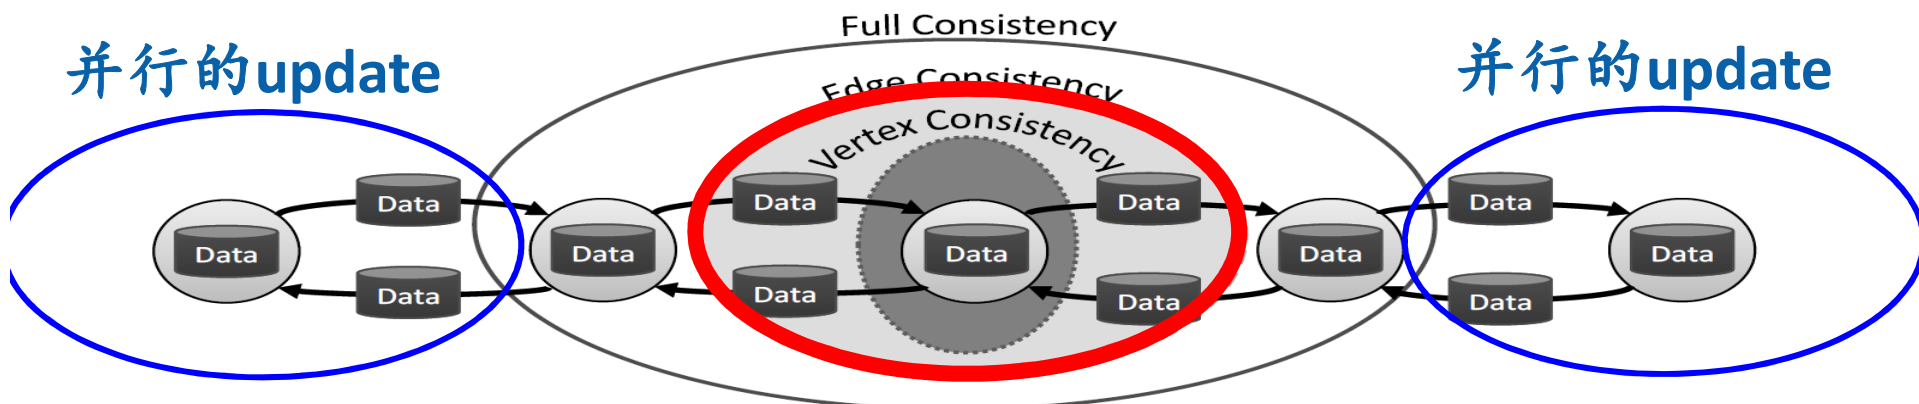 Full Consistency
并行的update
并行的update
Edge Consistency
Vertex Consistency
Data
Data
Data
Data
Data
Data
Data
Data
Data
Data
Data
Data
Data